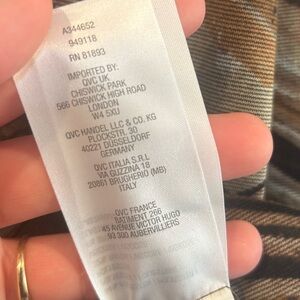 A344652
949118
RN 81893
IMPORTED BY:
QVC UK
CHISWICK PARK
566 CHISWICK HIGH ROAD
LONDON
W4 5XU
QVC HANDEL LLC & CO. KG
PLOCKSTR. 30
40221 DUSSELDORF
GERMANY
QVC ITALIA S.R.L
VIA GUZZINA 18
20861 BRUGHERIO (MB)
ITALY
QVC FRANCE
BATIMENT 266
45 AVENUE VICTOR HUGO
93 300 AUBERVILLIERS